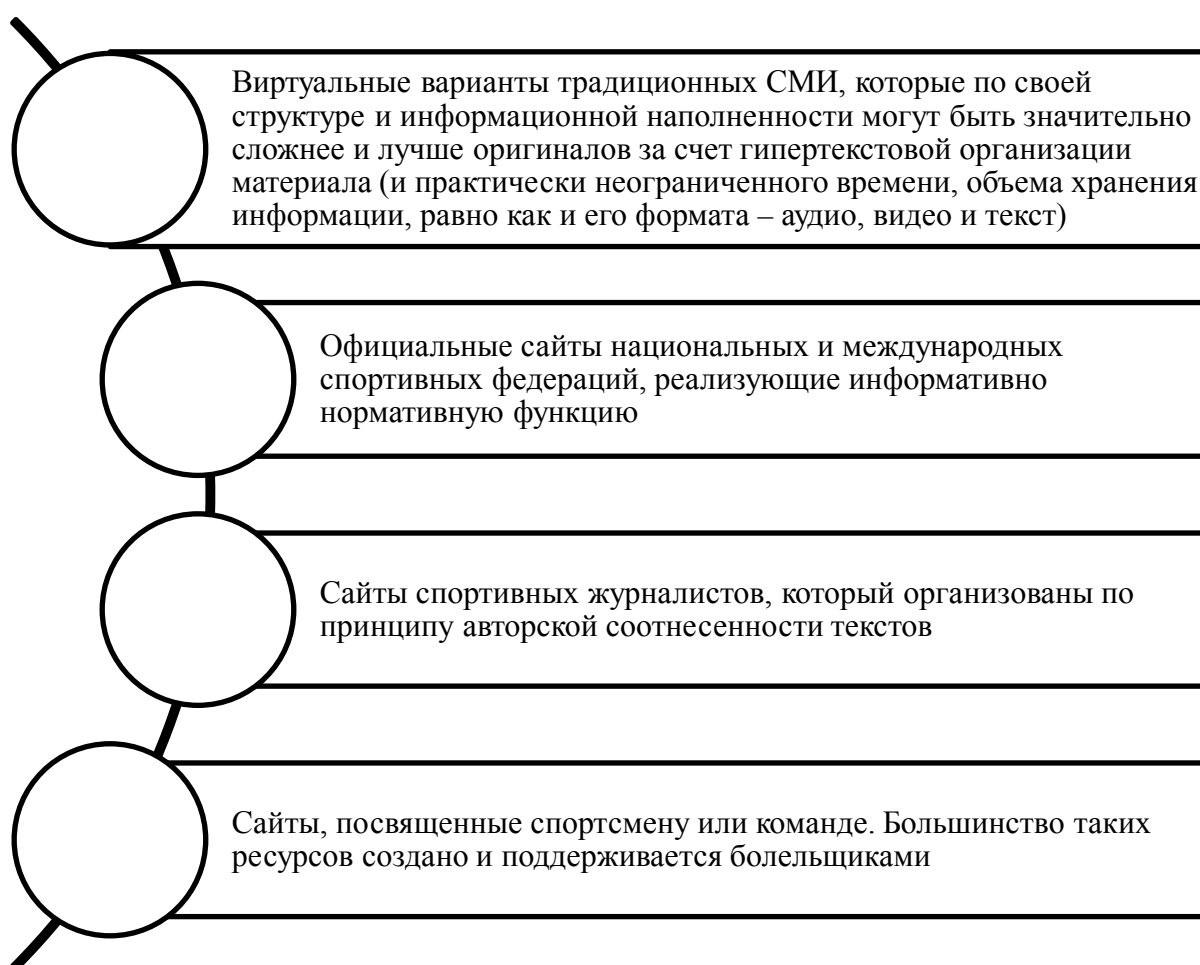 Виртуальные варианты традиционных СМИ, которые по своей
структуре и информационной наполненности могут быть значительно
сложнее и лучше оригиналов за счет гипертекстовой организации
материала (и практически неограниченного времени, объема хранения
информации, равно как и его формата – аудио, видео и текст)
Официальные сайты национальных и международных
спортивных федераций, реализующие информативно
нормативную функцию
Сайты спортивных журналистов, который организованы по
принципу авторской соотнесенности текстов
Сайты, посвященные спортсмену или команде. Большинство таких
ресурсов создано и поддерживается болельщиками